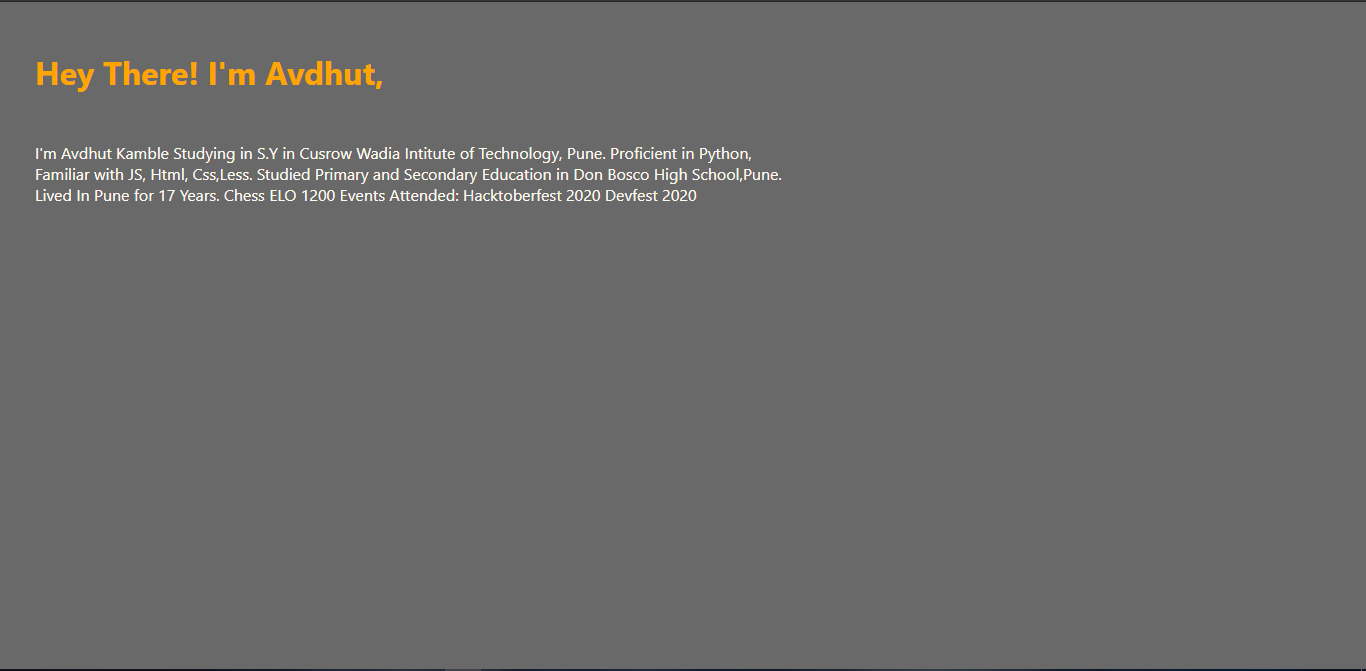 Hey There! I'm Avdhut,
I'm Avdhut Kamble Studying in S.Y in Cusrow Wadia Intitute of Technology, Pune. Proficient in Python,
Familiar with JS, Html, Css,Less. Studied Primary and Secondary Education in Don Bosco High School,Pune.
Lived In Pune for 17 Years. Chess ELO 1200 Events Attended: Hacktoberfest 2020 Devfest 2020